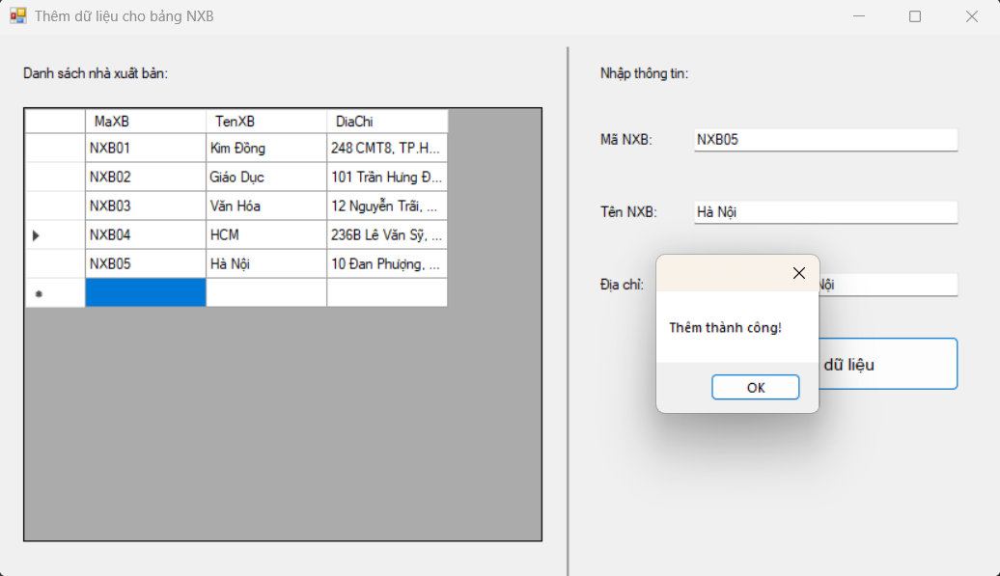 Thêm dữ liệu cho bảng NXB
Danh sách nhà xuất bản:
MaXB TenXB DiaChi
NXB01 Kim Đồng 248 CMT8, TP.H...
NXB02 Giáo Dục 101 Trần Hưng Đ...
NXB03 Văn Hóa 12 Nguyễn Trãi, ...
NXB04 HCM 236B Lê Văn Sỹ, ...
NXB05 Hà Nội 10 Đan Phượng, ...
Nhập thông tin:
Mã NXB: NXB05
Tên NXB: Hà Nội
Địa chỉ: Nội
dữ liệu
Thêm thành công!
OK